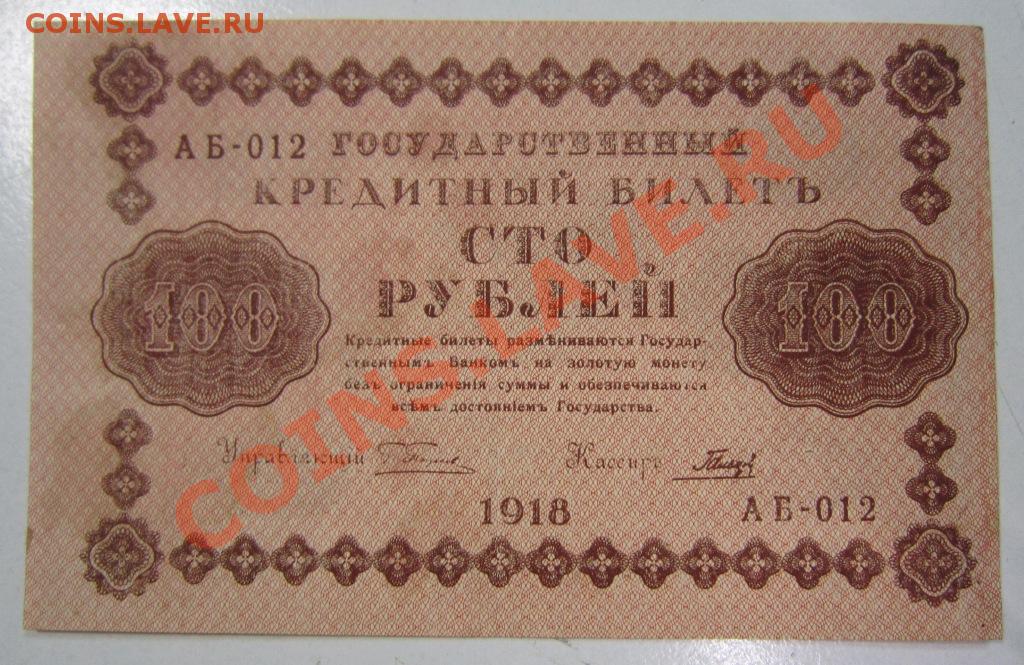 COINS.LAVE.RU
АБ-012 ГОСУДАРСТВЕННЫЙ
КРЕДИТНЫЙ БИЛЕТЪ
СТО
РУБЛЕЙ
100
100
Кредитные билеты размѣниваются Государ-
ственнымъ Банкомъ на золотую монету
безъ ограниченія суммы и обезпечиваются
всѣмъ достояніемъ Государства.
Управляющій
Кассиръ
1918
АБ-012
COINS.LAVE.RU